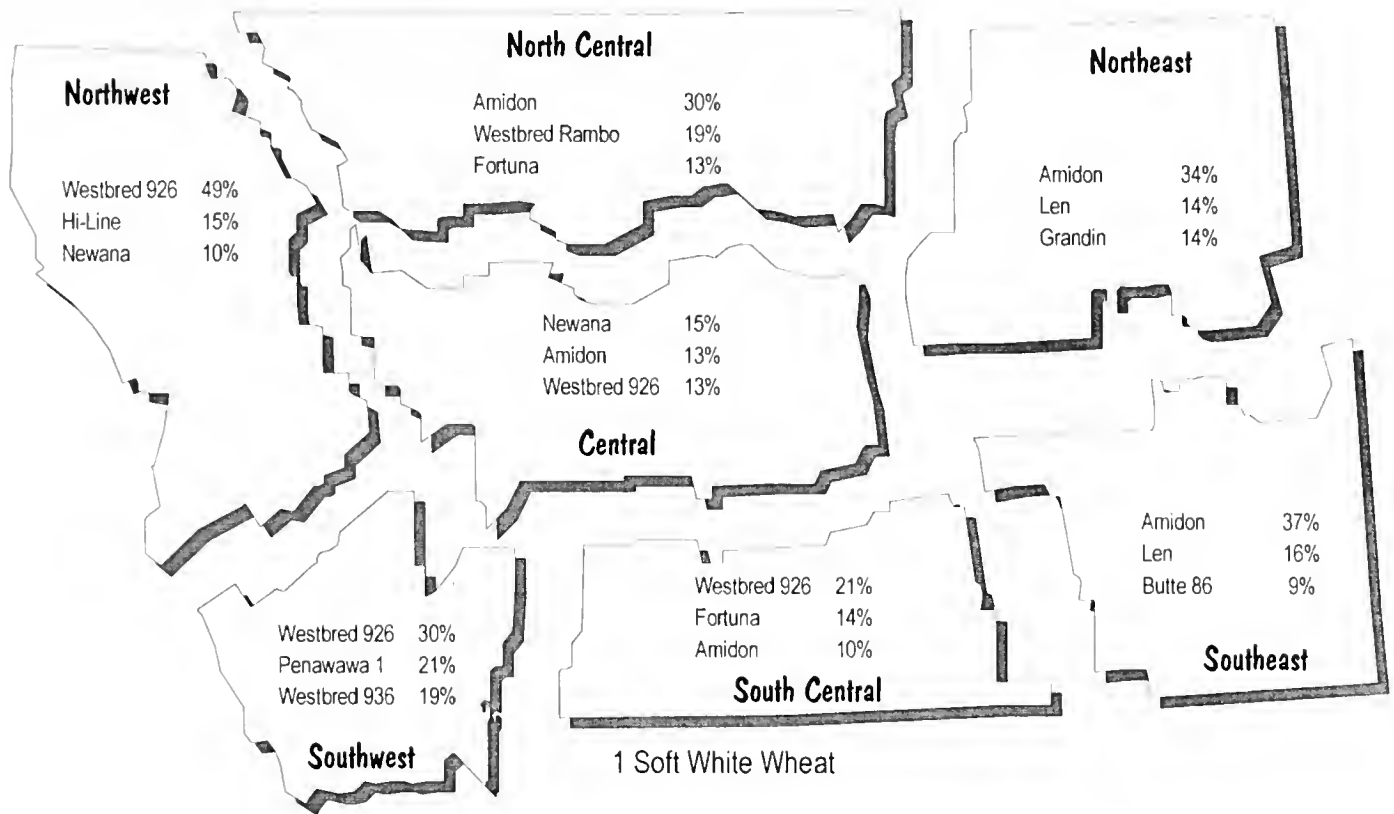 North Central
Amidon 30%
Westbred Rambo 19%
Fortuna 13%
Northwest
Westbred 926 49%
Hi-Line 15%
Newana 10%
Northeast
Amidon 34%
Len 14%
Grandin 14%
Newana 15%
Amidon 13%
Westbred 926 13%
Central
Amidon 37%
Len 16%
Butte 86 9%
Southeast
Westbred 926 21%
Fortuna 14%
Amidon 10%
South Central
Westbred 926 30%
Penawawa 1 21%
Westbred 936 19%
Southwest
1 Soft White Wheat